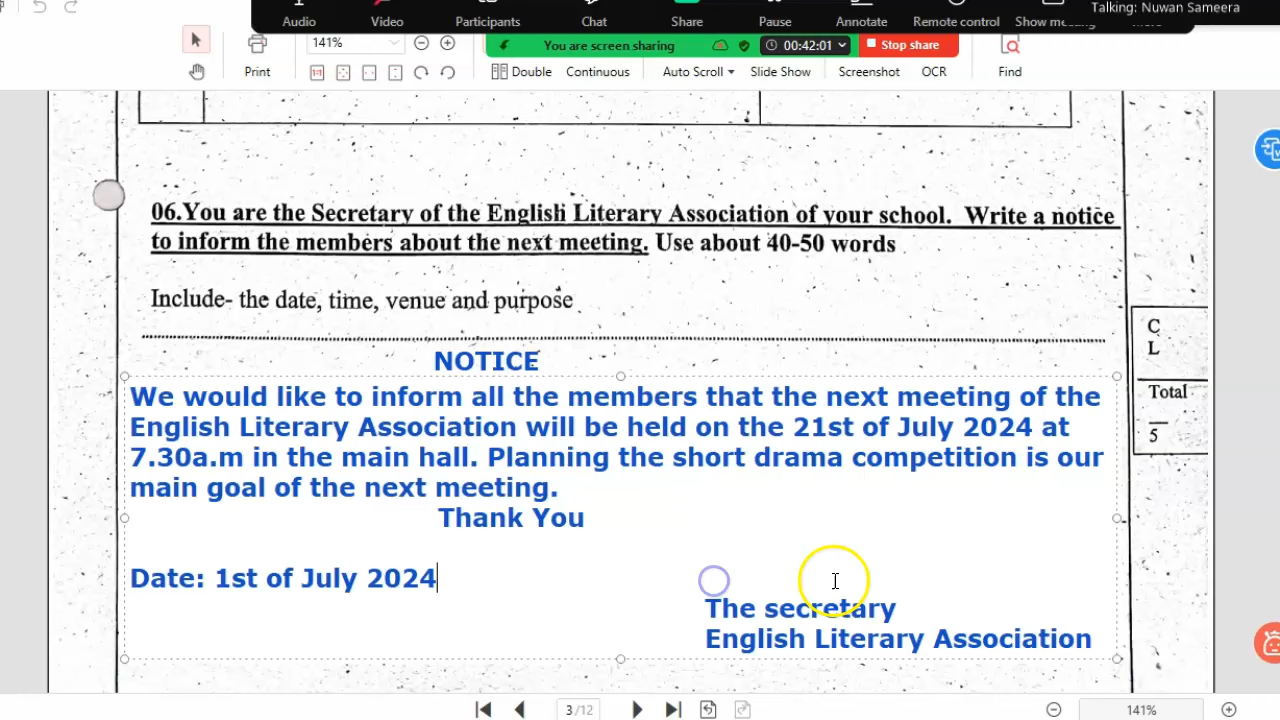 Talking: Nuwan Sameera
Audio Video Participants Chat Share Pause Annotate Remote control
141% You are screen sharing 00:42:01 Stop share
Print Double Continuous Auto Scroll Slide Show Screenshot OCR Find
06.You are the Secretary of the English Literary Association of your school. Write a notice
to inform the members about the next meeting. Use about 40-50 words
Include- the date, time, venue and purpose
C
L
Total
5
NOTICE
We would like to inform all the members that the next meeting of the
English Literary Association will be held on the 21st of July 2024 at
7.30a.m in the main hall. Planning the short drama competition is our
main goal of the next meeting.
Thank You
Date: 1st of July 2024
The secretary
English Literary Association
3/12 141%